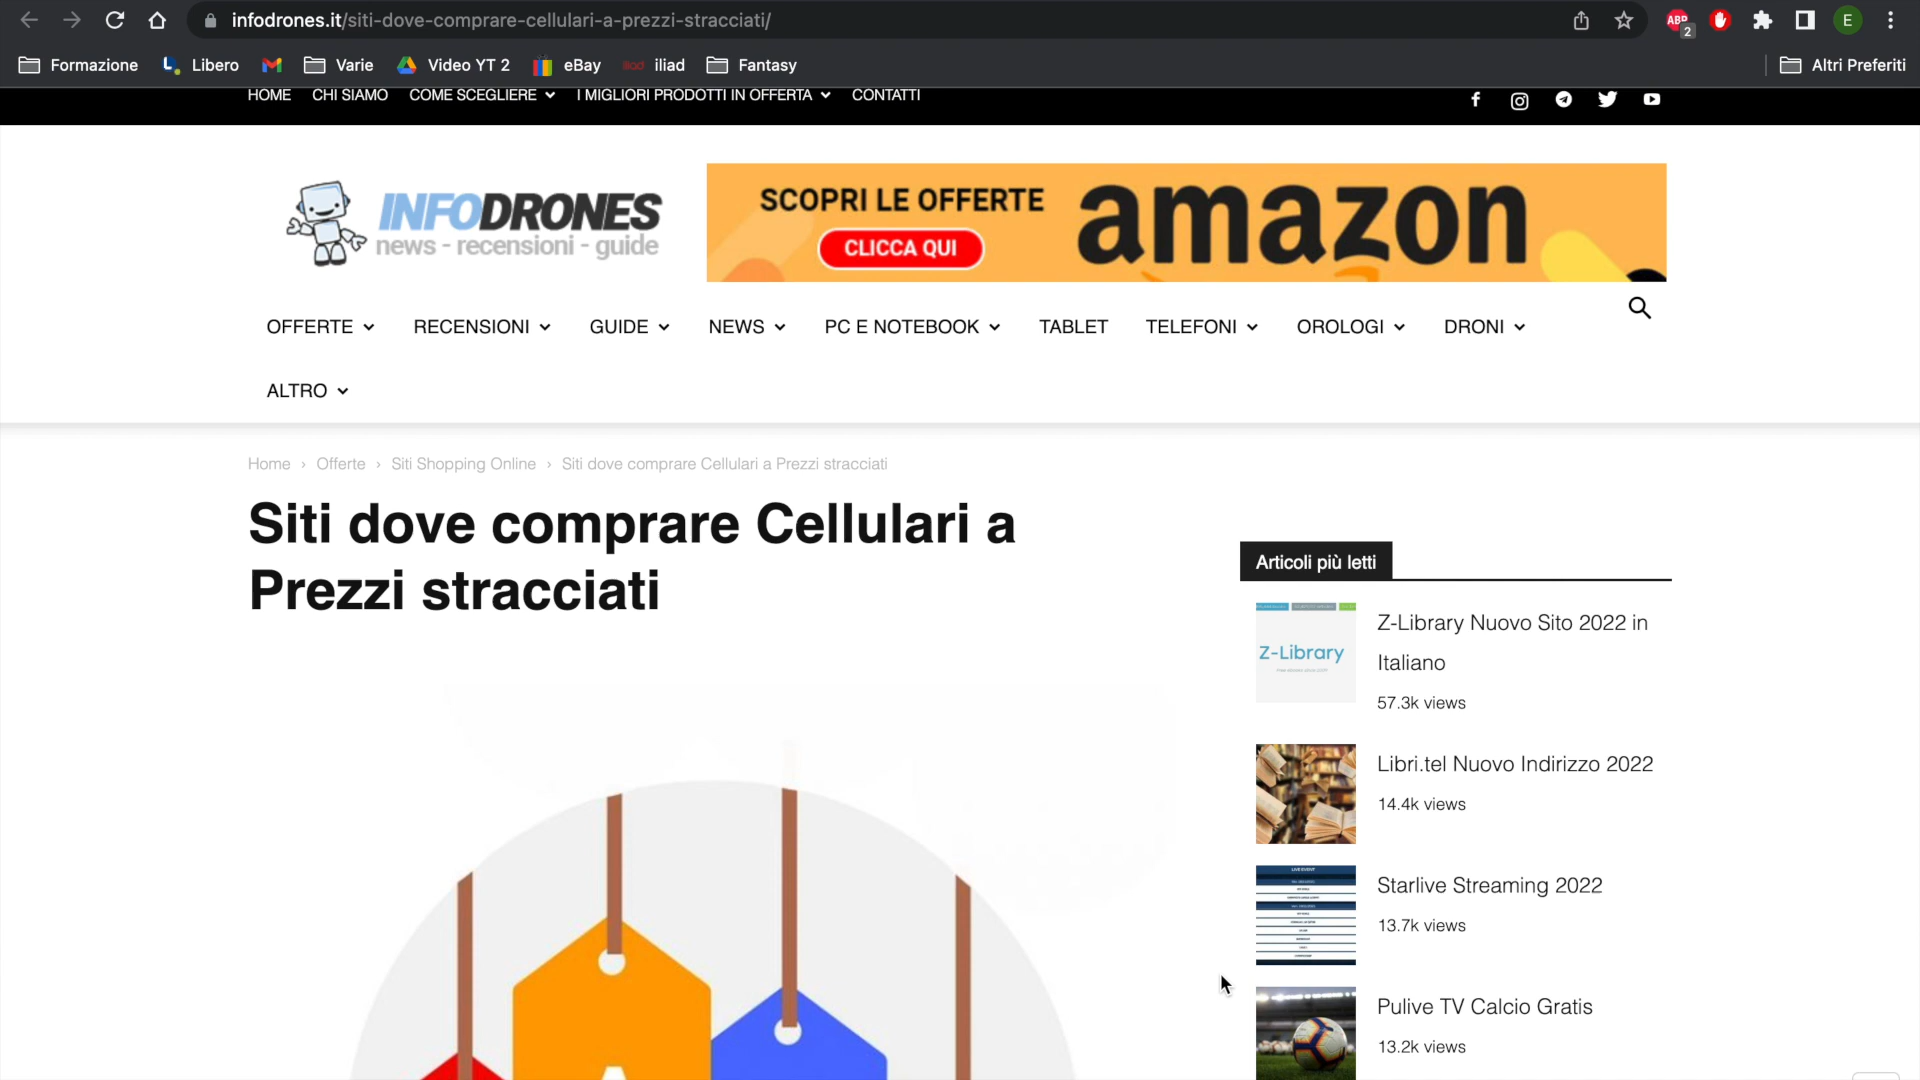 infodrones.it/siti-dove-comprare-cellulari-a-prezzi-stracciati/
ABP
2
E
Formazione
Libero
Varie
Video YT 2
eBay
iliad
Fantasy
Altri Preferiti
HOME
CHI SIAMO
COME SCEGLIERE
I MIGLIORI PRODOTTI IN OFFERTA
CONTATTI
INFODRONES
news - recensioni - guide
SCOPRI LE OFFERTE
CLICCA QUI
amazon
OFFERTE
RECENSIONI
GUIDE
NEWS
PC E NOTEBOOK
TABLET
TELEFONI
OROLOGI
DRONI
ALTRO
Home › Offerte › Siti Shopping Online › Siti dove comprare Cellulari a Prezzi stracciati
Siti dove comprare Cellulari a
Prezzi stracciati
A
Articoli più letti
Z-Library
Z-Library Nuovo Sito 2022 in
Italiano
57.3k views
Libri.tel Nuovo Indirizzo 2022
14.4k views
LIVE EVENT
Starlive Streaming 2022
13.7k views
Pulive TV Calcio Gratis
13.2k views